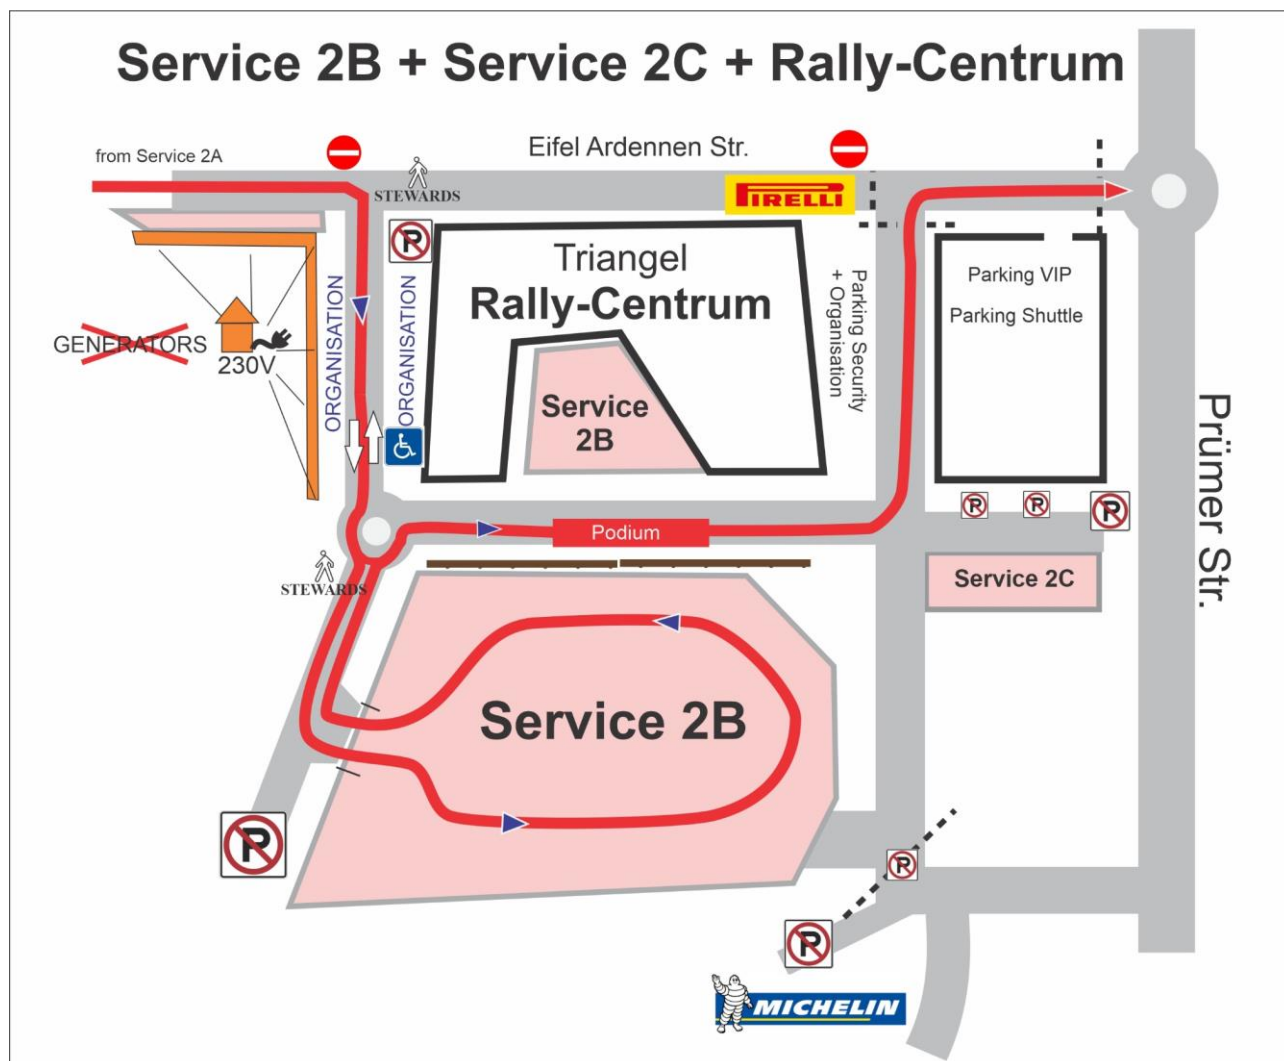 Service 2B + Service 2C + Rally-Centrum
from Service 2A
Eifel Ardennen Str.
STEWARDS
PIRELLI
P
Triangel
Rally-Centrum
Parking VIP
Parking Shuttle
Parking Security
+ Organisation
ORGANISATION
ORGANISATION
GENERATORS
230V
Service
2B
Prümer Str.
P
P
P
Podium
STEWARDS
Service 2C
Service 2B
P
P
P
MICHELIN